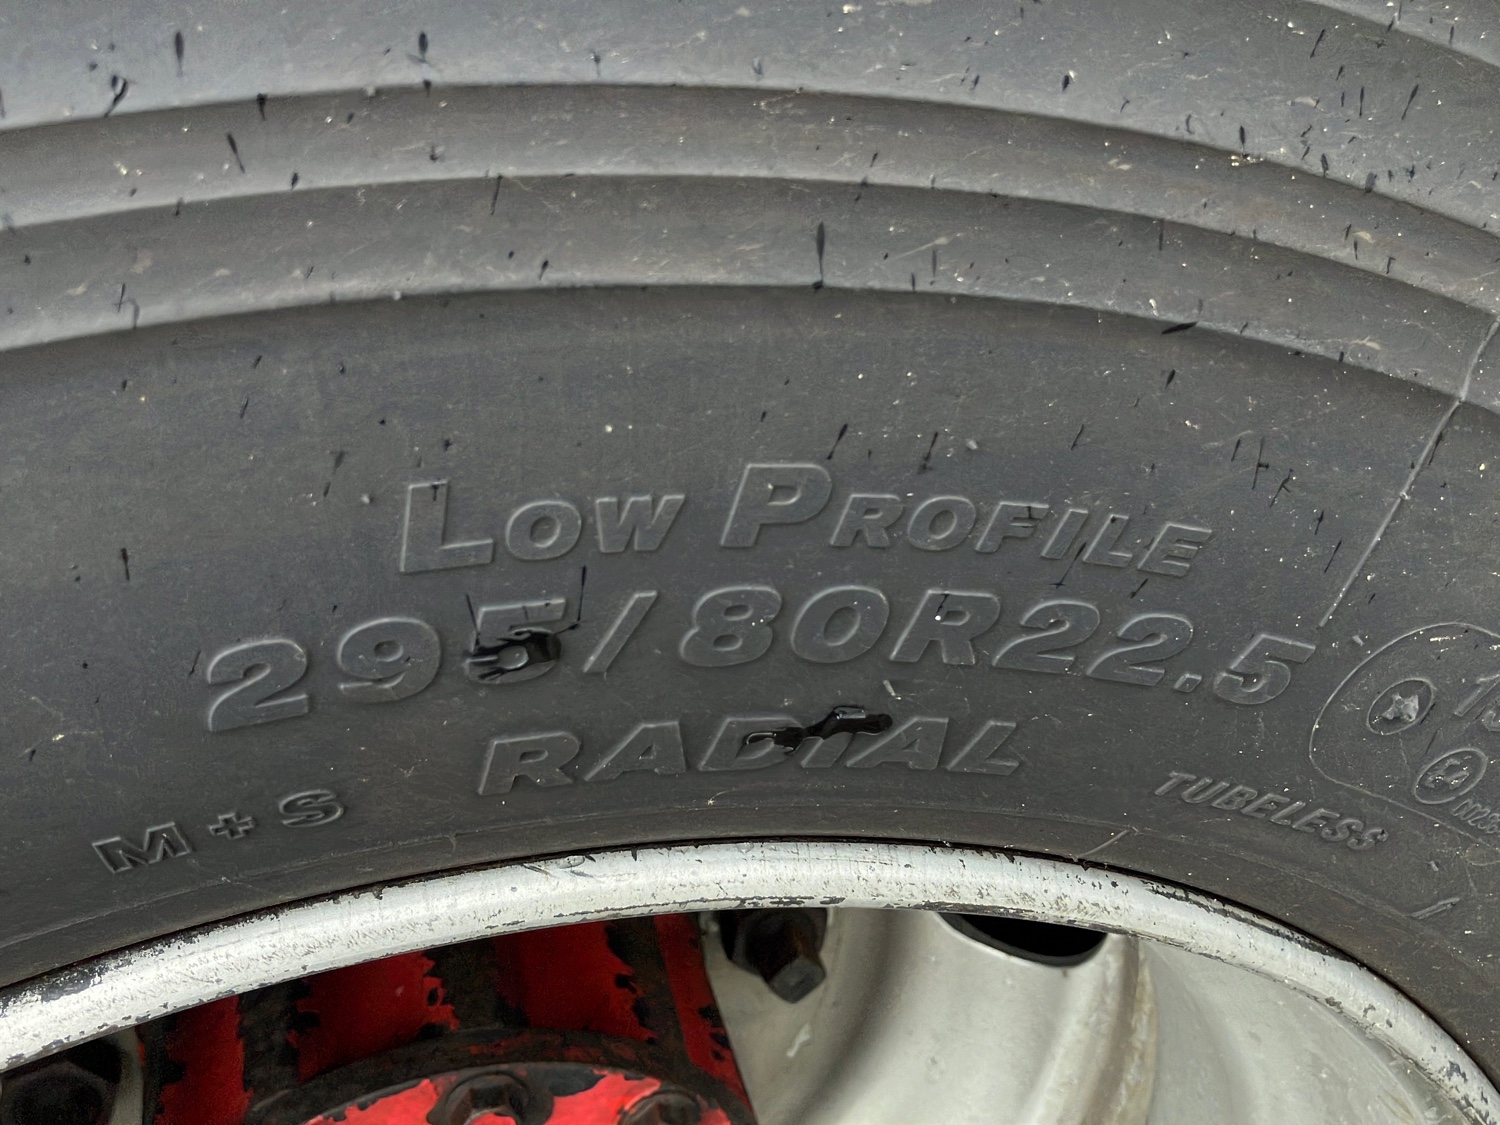 LOW PROFILE
295/80R22.5
RADIAL
M+S
TUBELESS